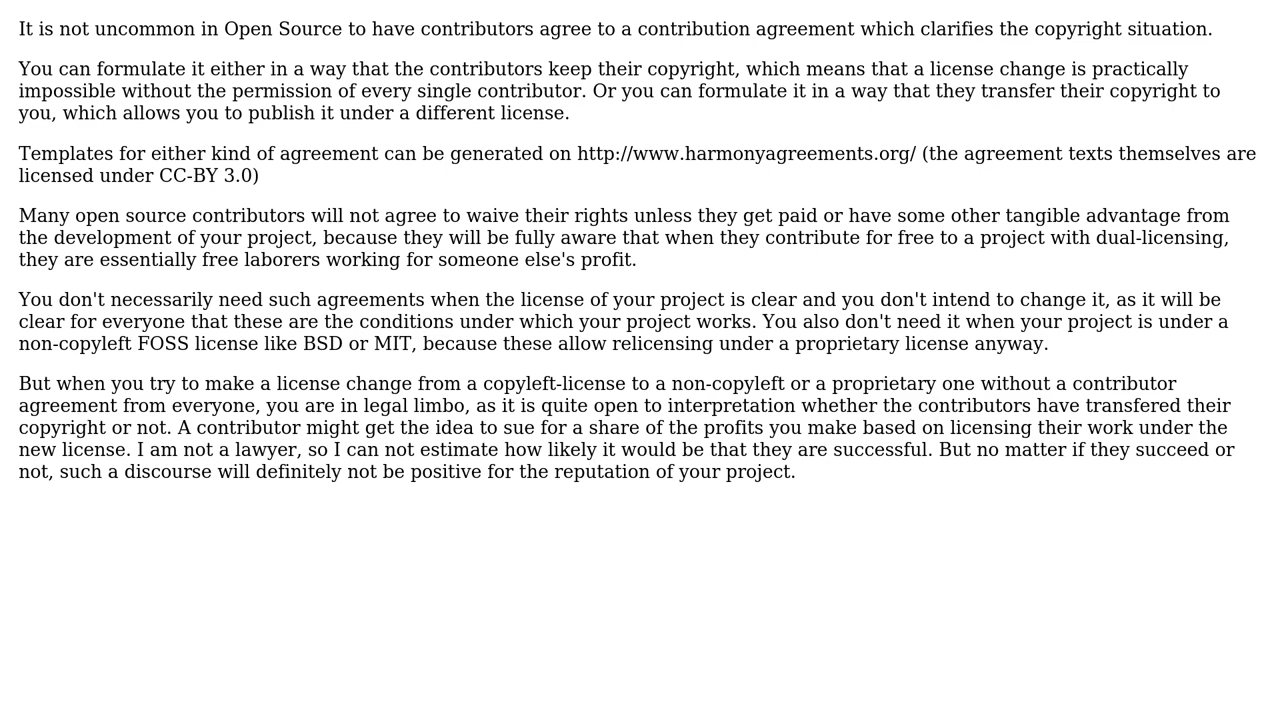 It is not uncommon in Open Source to have contributors agree to a contribution agreement which clarifies the copyright situation.
You can formulate it either in a way that the contributors keep their copyright, which means that a license change is practically
impossible without the permission of every single contributor. Or you can formulate it in a way that they transfer their copyright to
you, which allows you to publish it under a different license.
Templates for either kind of agreement can be generated on http://www.harmonyagreements.org/ (the agreement texts themselves are
licensed under CC-BY 3.0)
Many open source contributors will not agree to waive their rights unless they get paid or have some other tangible advantage from
the development of your project, because they will be fully aware that when they contribute for free to a project with dual-licensing,
they are essentially free laborers working for someone else's profit.
You don't necessarily need such agreements when the license of your project is clear and you don't intend to change it, as it will be
clear for everyone that these are the conditions under which your project works. You also don't need it when your project is under a
non-copyleft FOSS license like BSD or MIT, because these allow relicensing under a proprietary license anyway.
But when you try to make a license change from a copyleft-license to a non-copyleft or a proprietary one without a contributor
agreement from everyone, you are in legal limbo, as it is quite open to interpretation whether the contributors have transfered their
copyright or not. A contributor might get the idea to sue for a share of the profits you make based on licensing their work under the
new license. I am not a lawyer, so I can not estimate how likely it would be that they are successful. But no matter if they succeed or
not, such a discourse will definitely not be positive for the reputation of your project.